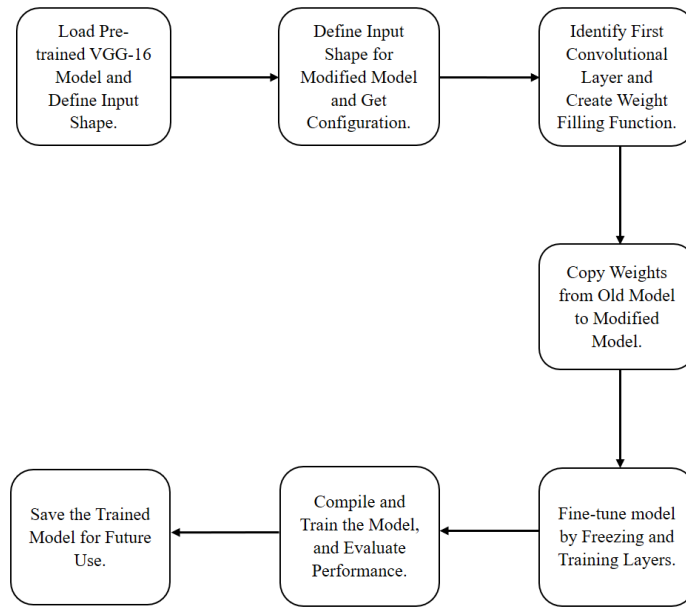 Load Pre-
trained VGG-16
Model and
Define Input
Shape.
Define Input
Shape for
Modified Model
and Get
Configuration.
Identify First
Convolutional
Layer and
Create Weight
Filling Function.
Copy Weights
from Old Model
to Modified
Model.
Fine-tune model
by Freezing and
Training Layers.
Compile and
Train the Model,
and Evaluate
Performance.
Save the Trained
Model for Future
Use.